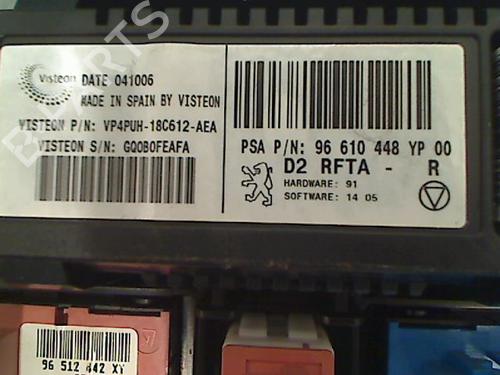 Visteon DATE 041006
MADE IN SPAIN BY VISTEON
VISTEON P/N: VP4PUH-18C612-AEA
VISTEON S/N: GQ0B0FEAFA
PSA P/N: 96 610 448 YP 00
D2 RFTA - R
HARDWARE: 91
SOFTWARE: 14 05
96 512 442 XT
PARTS